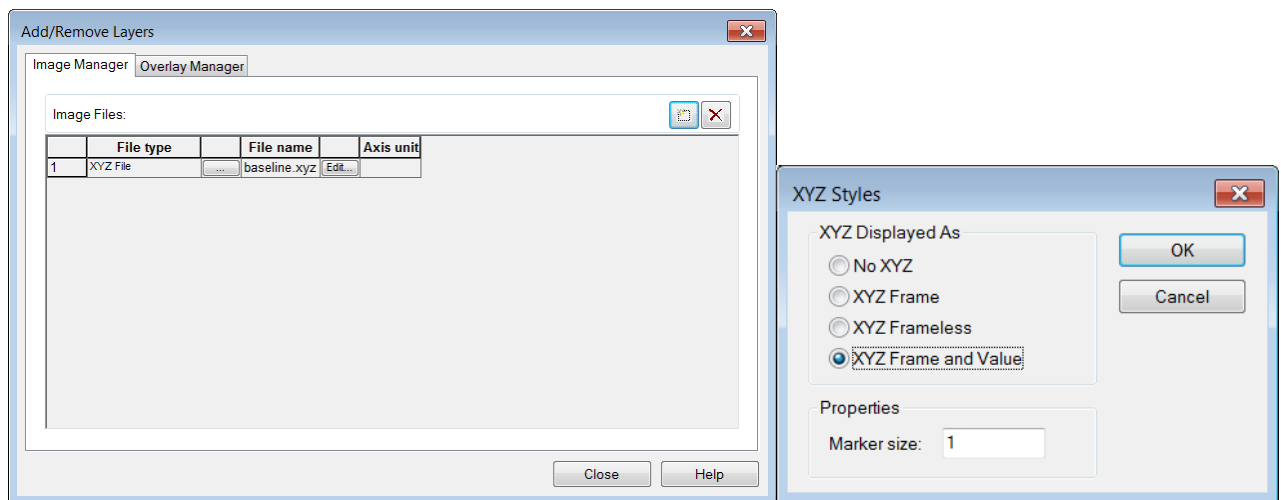 Add/Remove Layers
Image Manager Overlay Manager
Image Files:
File type File name Axis unit
1 XYZ File ... baseline.xyz Edit...
Close Help
XYZ Styles
XYZ Displayed As
No XYZ
XYZ Frame
XYZ Frameless
XYZ Frame and Value
OK
Cancel
Properties
Marker size: 1